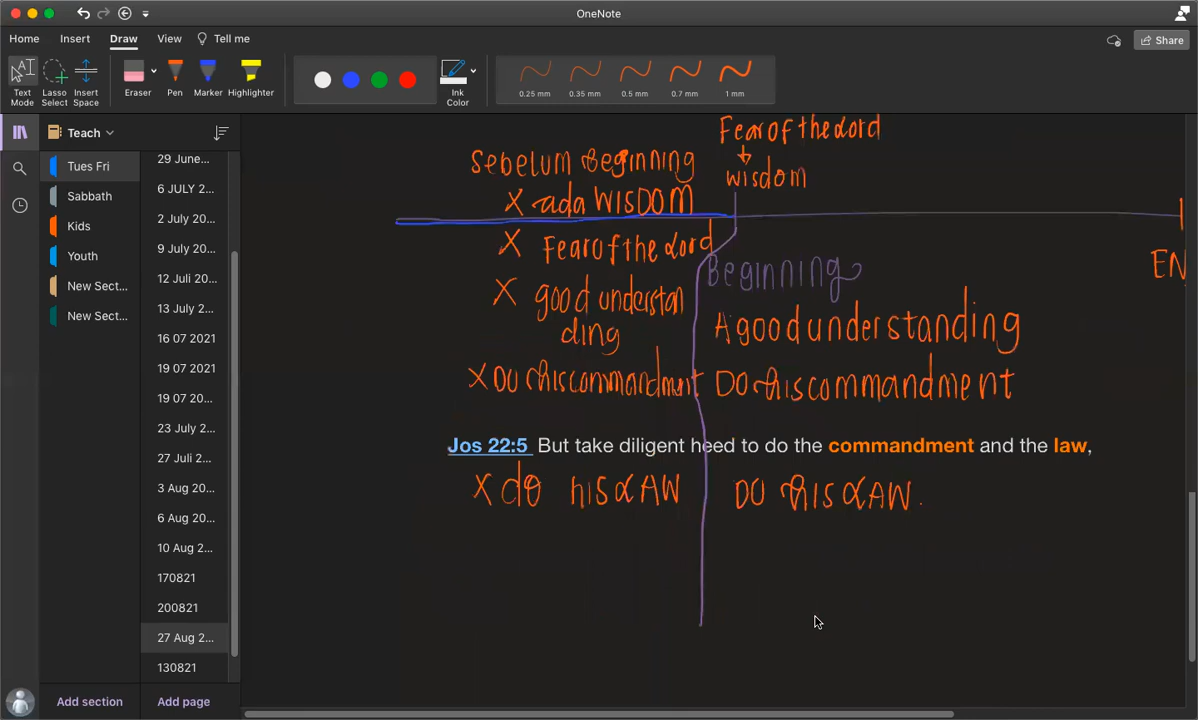 OneNote
Home Insert Draw View Tell me
Share
Text Mode
Lasso Select
Insert Space
Eraser
Pen
Marker
Highlighter
Ink Color
0.25 mm
0.35 mm
0.5 mm
0.7 mm
1 mm
Teach
Tues Fri
Sabbath
Kids
Youth
New Sect...
New Sect...
29 June...
6 JULY 2...
2 July 20...
9 July 20...
12 Juli 20...
13 July 2...
16 07 2021
19 07 2021
19 07 20...
23 July 2...
27 Juli 2...
3 Aug 20...
6 Aug 20...
10 Aug 2...
170821
200821
27 Aug 2...
130821
Add section
Add page
Fear of the Lord
wisdom
Sebelum Beginning
X ada WISDOM
X Fear of the Lord
Beginning
EN
X good understan
ding
A good understanding
X DO his commandment
DO his commandment
Jos 22:5 But take diligent heed to do the commandment and the law,
X do his LAW
DO his LAW.